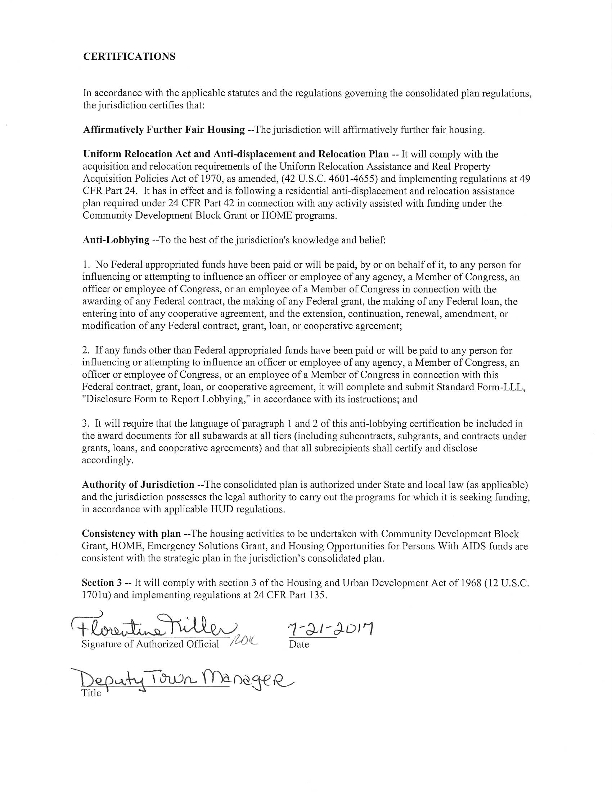 CERTIFICATIONS
In accordance with the applicable statutes and the regulations governing the consolidated plan regulations,
the jurisdiction certifies that:
Affirmatively Further Fair Housing --The jurisdiction will affirmatively further fair housing.
Uniform Relocation Act and Anti-displacement and Relocation Plan -- It will comply with the
acquisition and relocation requirements of the Uniform Relocation Assistance and Real Property
Acquisition Policies Act of 1970, as amended, (42 U.S.C. 4601-4655) and implementing regulations at 49
CFR Part 24. It has in effect and is following a residential anti-displacement and relocation assistance
plan required under 24 CFR Part 42 in connection with any activity assisted with funding under the
Community Development Block Grant or HOME programs.
Anti-Lobbying --To the best of the jurisdiction's knowledge and belief:
1. No Federal appropriated funds have been paid or will be paid, by or on behalf of it, to any person for
influencing or attempting to influence an officer or employee of any agency, a Member of Congress, an
officer or employee of Congress, or an employee of a Member of Congress in connection with the
awarding of any Federal contract, the making of any Federal grant, the making of any Federal loan, the
entering into of any cooperative agreement, and the extension, continuation, renewal, amendment, or
modification of any Federal contract, grant, loan, or cooperative agreement;
2. If any funds other than Federal appropriated funds have been paid or will be paid to any person for
influencing or attempting to influence an officer or employee of any agency, a Member of Congress, an
officer or employee of Congress, or an employee of a Member of Congress in connection with this
Federal contract, grant, loan, or cooperative agreement, it will complete and submit Standard Form-LLL,
"Disclosure Form to Report Lobbying," in accordance with its instructions; and
3. It will require that the language of paragraph 1 and 2 of this anti-lobbying certification be included in
the award documents for all subawards at all tiers (including subcontracts, subgrants, and contracts under
grants, loans, and cooperative agreements) and that all subrecipients shall certify and disclose
accordingly.
Authority of Jurisdiction --The consolidated plan is authorized under State and local law (as applicable)
and the jurisdiction possesses the legal authority to carry out the programs for which it is seeking funding,
in accordance with applicable HUD regulations.
Consistency with plan --The housing activities to be undertaken with Community Development Block
Grant, HOME, Emergency Solutions Grant, and Housing Opportunities for Persons With AIDS funds are
consistent with the strategic plan in the jurisdiction's consolidated plan.
Section 3 -- It will comply with section 3 of the Housing and Urban Development Act of 1968 (12 U.S.C.
1701u) and implementing regulations at 24 CFR Part 135.
Florentine Miller 7-21-2017
Signature of Authorized Official Date
Deputy Town Manager
Title